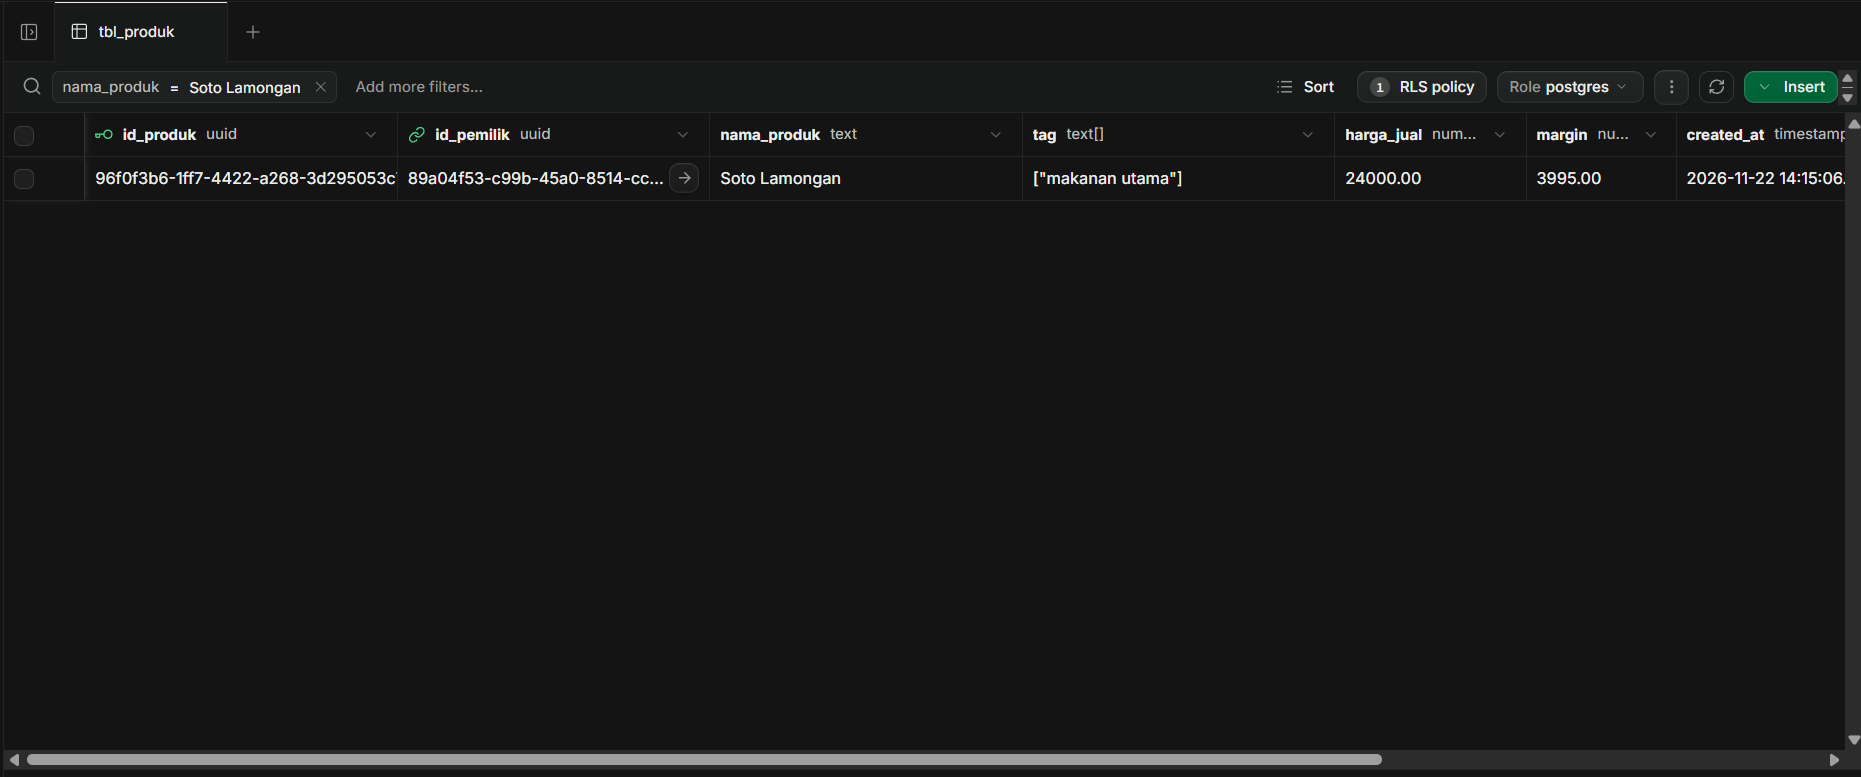 tbl_produk
nama_produk = Soto Lamongan Add more filters... Sort 1 RLS policy Role postgres Insert
id_produk uuid id_pemilik uuid nama_produk text tag text[] harga_jual num... margin nu... created_at timestamp
96f0f3b6-1ff7-4422-a268-3d295053c 89a04f53-c99b-45a0-8514-cc... Soto Lamongan ["makanan utama"] 24000.00 3995.00 2026-11-22 14:15:06.